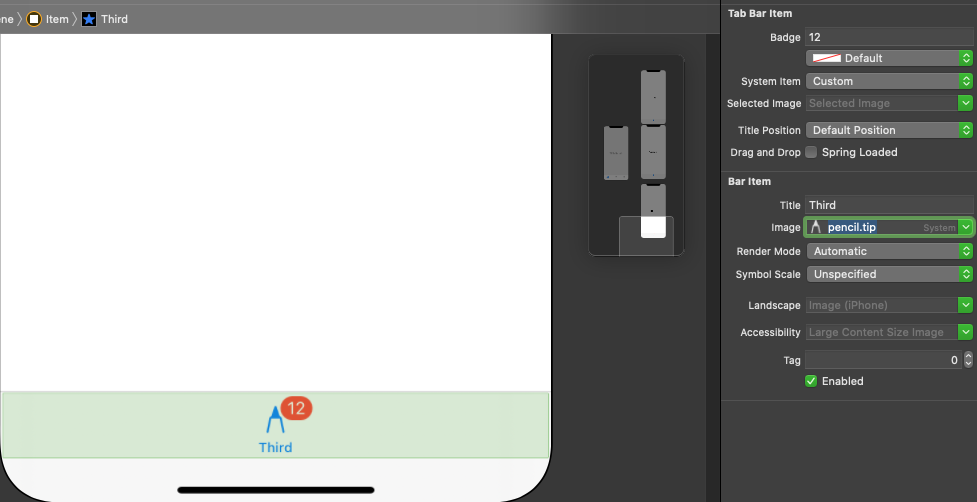 ne Item Third
Tab Bar Item
Badge 12
Default
System Item Custom
Selected Image Selected Image
Title Position Default Position
Drag and Drop Spring Loaded
Bar Item
Title Third
Image pencil.tip System
Render Mode Automatic
Symbol Scale Unspecified
Landscape Image (iPhone)
Accessibility Large Content Size Image
Tag 0
Enabled
12
Third